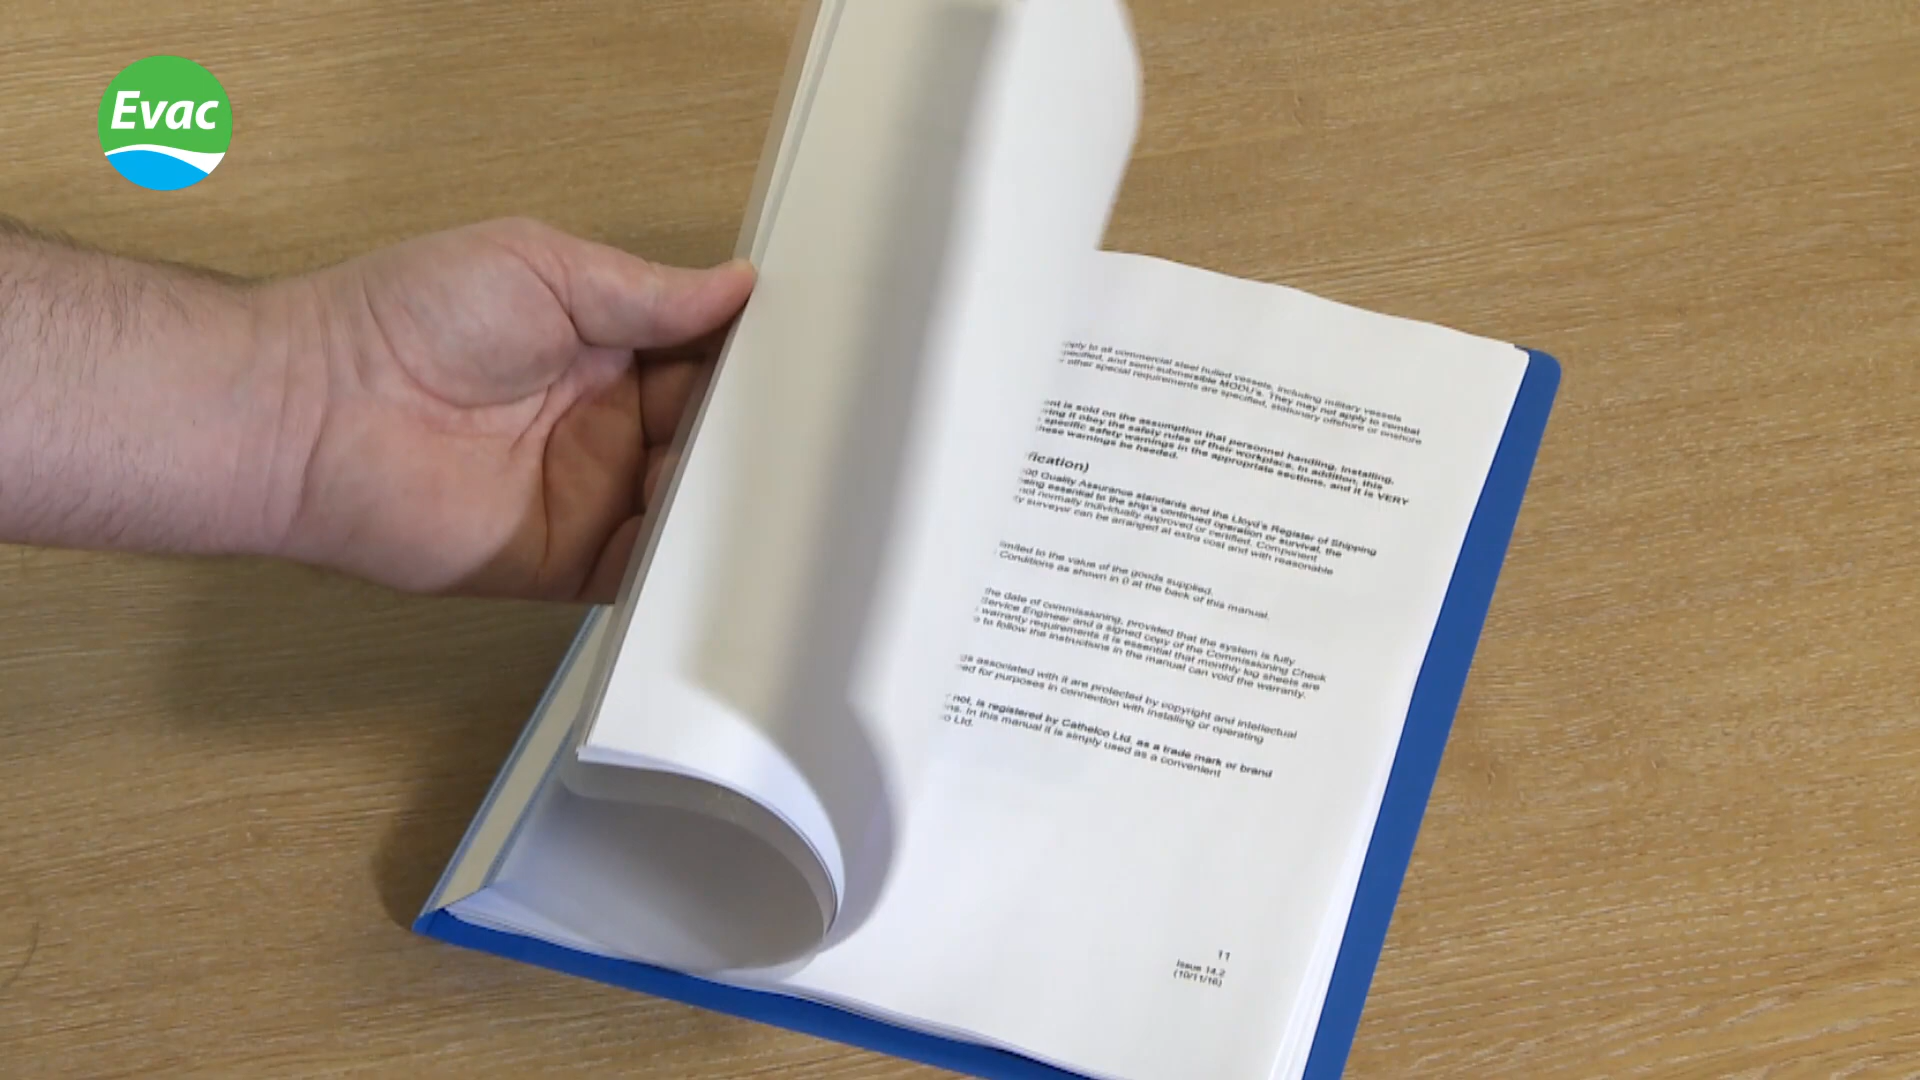 Evac
apply to all commercial steel hulled vessels, including military vessels
specified, and semi-submersible MODU's. They may not apply to combat
other special requirements are specified, stationary offshore or onshore
ent is sold on the assumption that personnel handling, installing,
ring it obey the safety rules of their workplace. In addition, this
specific safety warnings in the appropriate sections, and it is VERY
these warnings be heeded.
fication)
00 Quality Assurance standards and the Lloyd's Register of Shipping
eing essential to the ship's continued operation or survival, the
not normally individually approved or certified. Component
ty surveyor can be arranged at extra cost and with reasonable
limited to the value of the goods supplied.
Conditions as shown in 0 at the back of this manual.
the date of commissioning, provided that the system is fully
Service Engineer and a signed copy of the Commissioning Check
warranty requirements it is essential that monthly log sheets are
to follow the instructions in the manual can void the warranty.
associated with it are protected by copyright and intellectual
ed for purposes in connection with installing or operating
not, is registered by Cathelco Ltd. as a trade mark or brand
ns. In this manual it is simply used as a convenient
o Ltd.
11
Issue 14.2
(10/11/16)